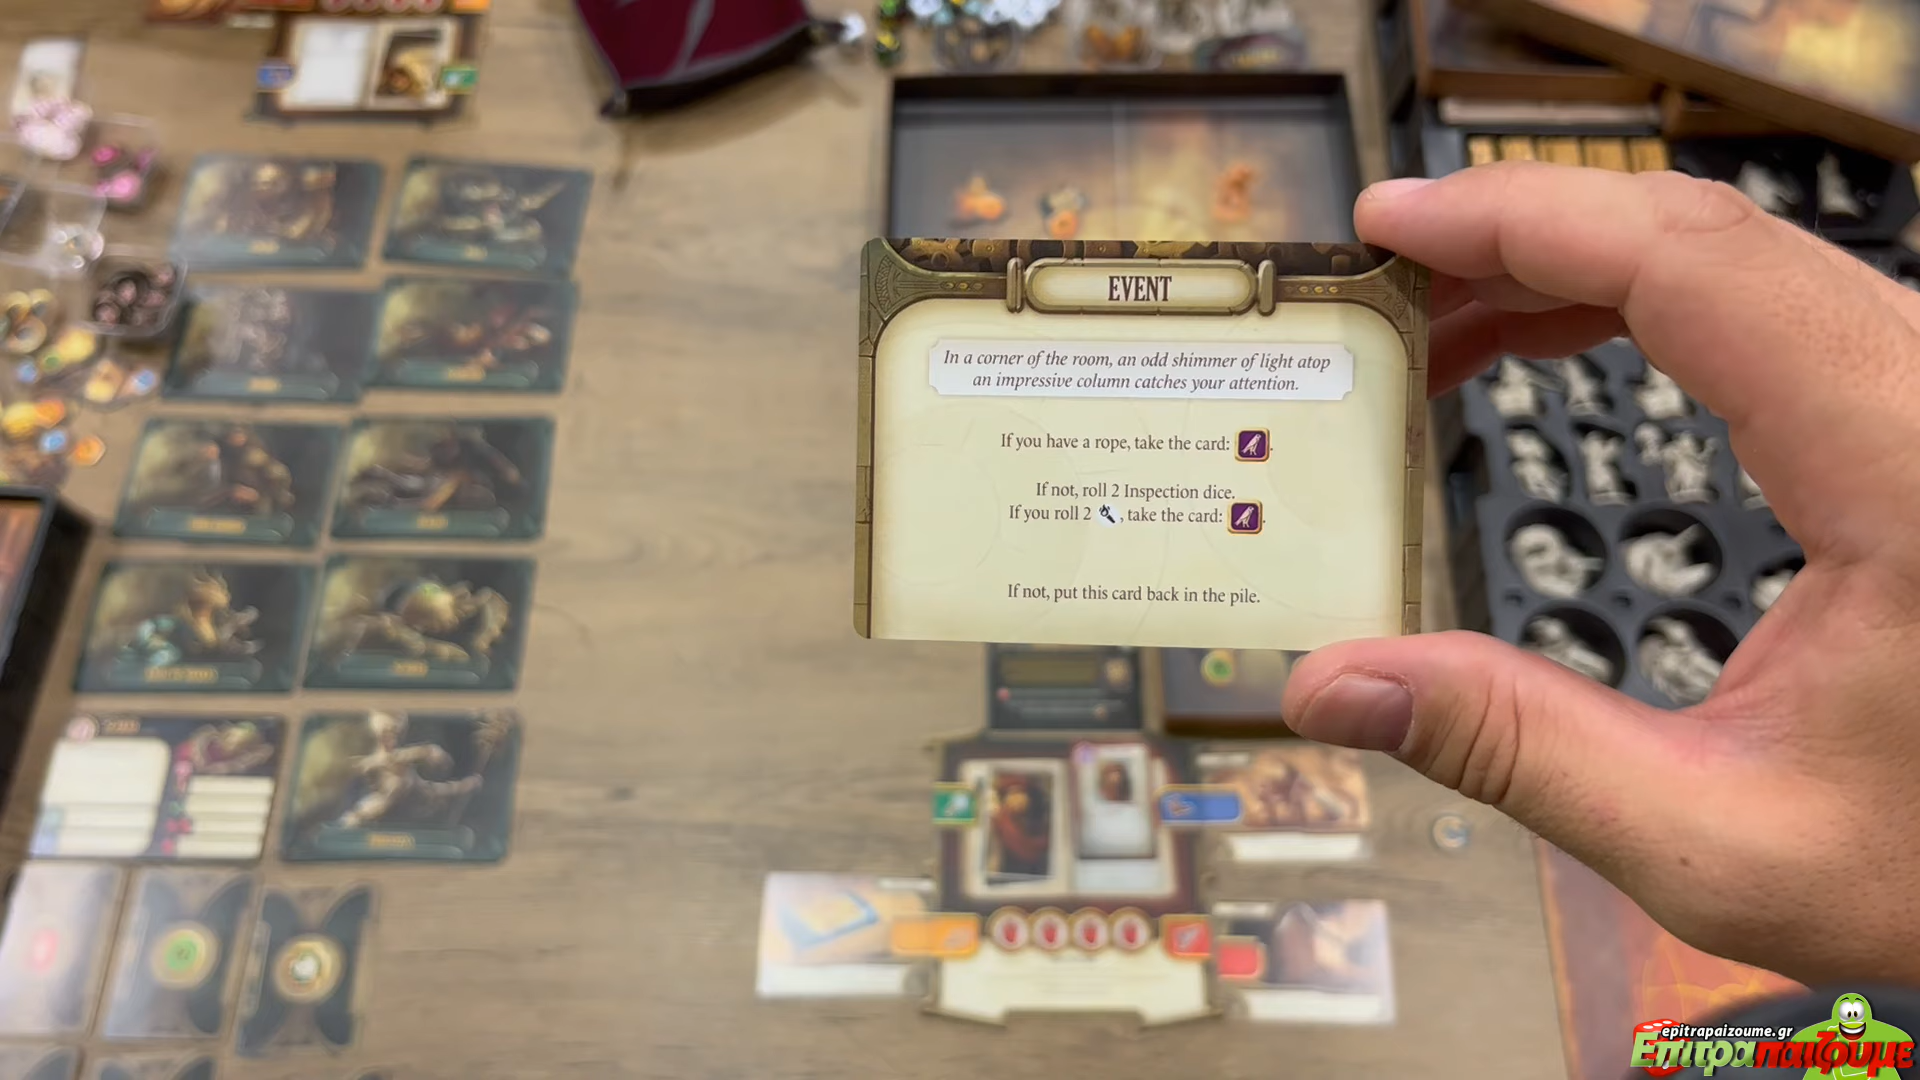 EVENT
In a corner of the room, an odd shimmer of light atop
an impressive column catches your attention.
If you have a rope, take the card: .
If not, roll 2 Inspection dice.
If you roll 2 , take the card: .
If not, put this card back in the pile.
epitrapaizoume.gr
Επιτραπαίζουμε